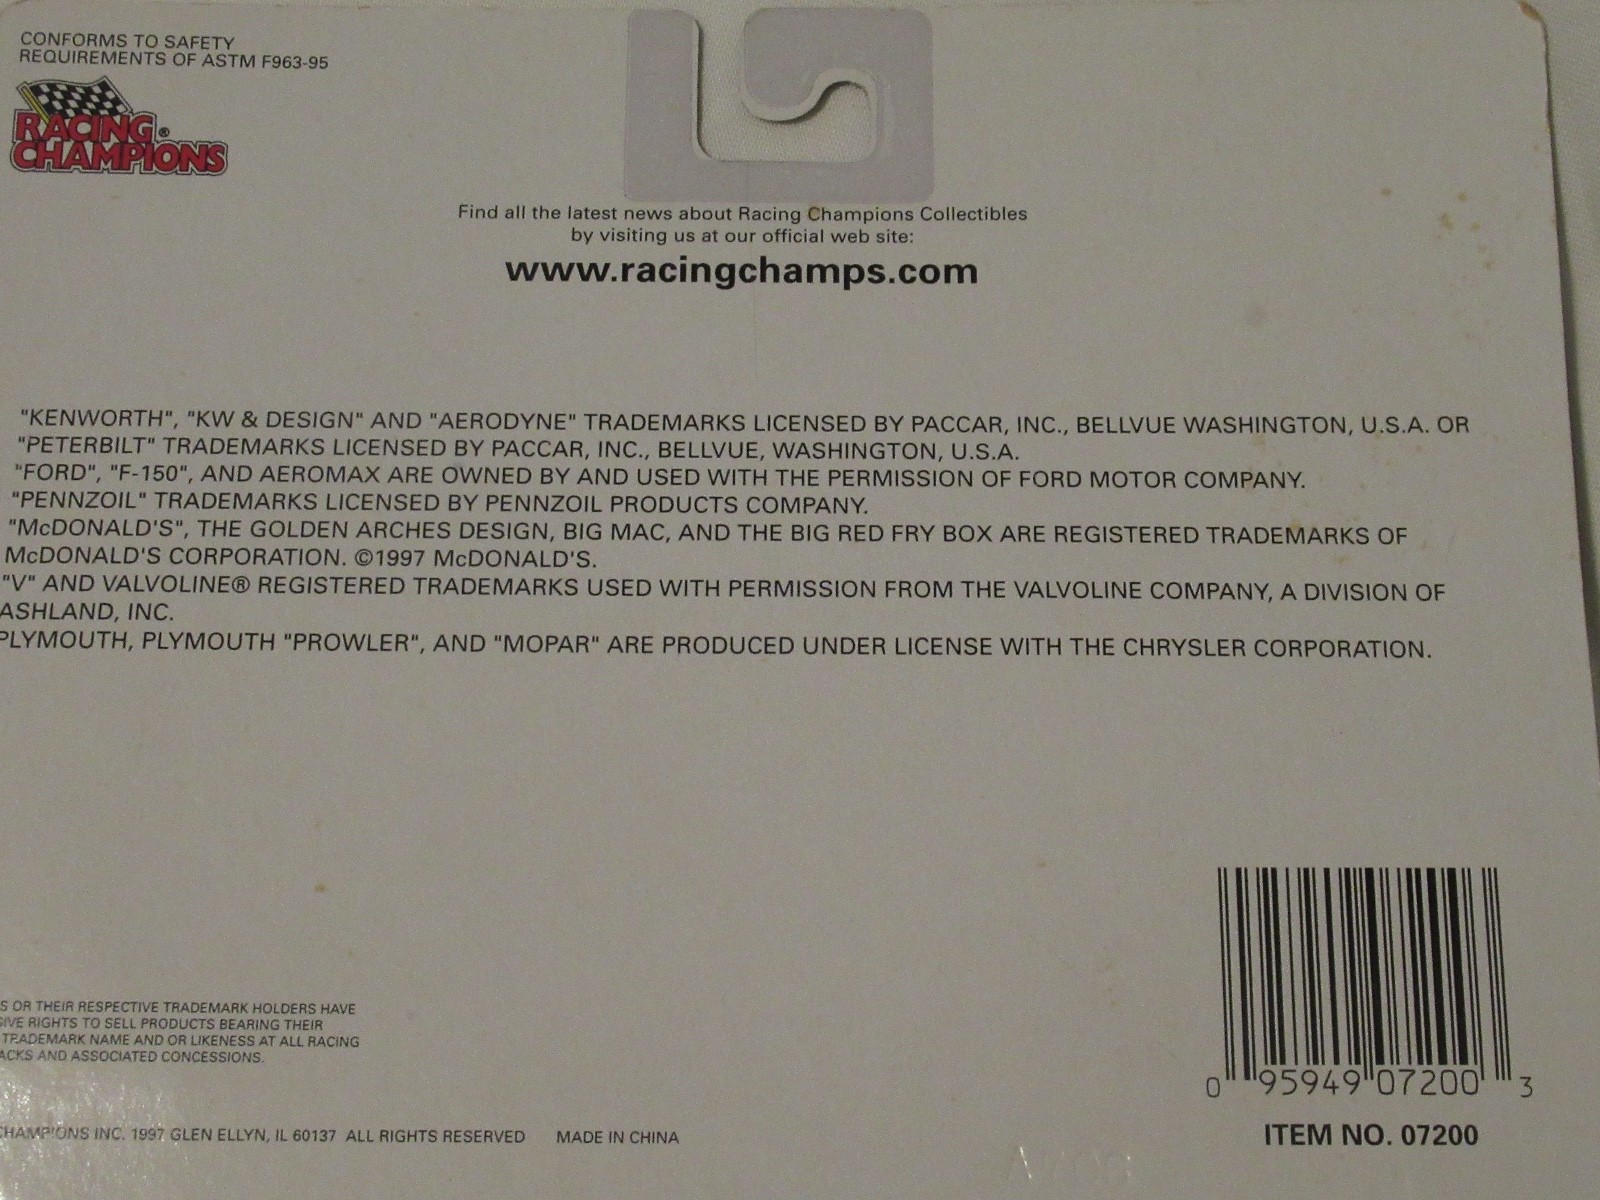 CONFORMS TO SAFETY
REQUIREMENTS OF ASTM F963-95
RACING®
CHAMPIONS
Find all the latest news about Racing Champions Collectibles
by visiting us at our official web site:
www.racingchamps.com
"KENWORTH", "KW & DESIGN" AND "AERODYNE" TRADEMARKS LICENSED BY PACCAR, INC., BELLVUE WASHINGTON, U.S.A. OR
"PETERBILT" TRADEMARKS LICENSED BY PACCAR, INC., BELLVUE, WASHINGTON, U.S.A.
"FORD", "F-150", AND AEROMAX ARE OWNED BY AND USED WITH THE PERMISSION OF FORD MOTOR COMPANY.
"PENNZOIL" TRADEMARKS LICENSED BY PENNZOIL PRODUCTS COMPANY.
"McDONALD'S", THE GOLDEN ARCHES DESIGN, BIG MAC, AND THE BIG RED FRY BOX ARE REGISTERED TRADEMARKS OF
McDONALD'S CORPORATION. ©1997 McDONALD'S.
"V" AND VALVOLINE® REGISTERED TRADEMARKS USED WITH PERMISSION FROM THE VALVOLINE COMPANY, A DIVISION OF
ASHLAND, INC.
PLYMOUTH, PLYMOUTH "PROWLER", AND "MOPAR" ARE PRODUCED UNDER LICENSE WITH THE CHRYSLER CORPORATION.
S OR THEIR RESPECTIVE TRADEMARK HOLDERS HAVE
SIVE RIGHTS TO SELL PRODUCTS BEARING THEIR
TRADEMARK NAME AND OR LIKENESS AT ALL RACING
ACKS AND ASSOCIATED CONCESSIONS.
CHAMPIONS INC. 1997 GLEN ELLYN, IL 60137 ALL RIGHTS RESERVED MADE IN CHINA
0 95949 07200 3
ITEM NO. 07200